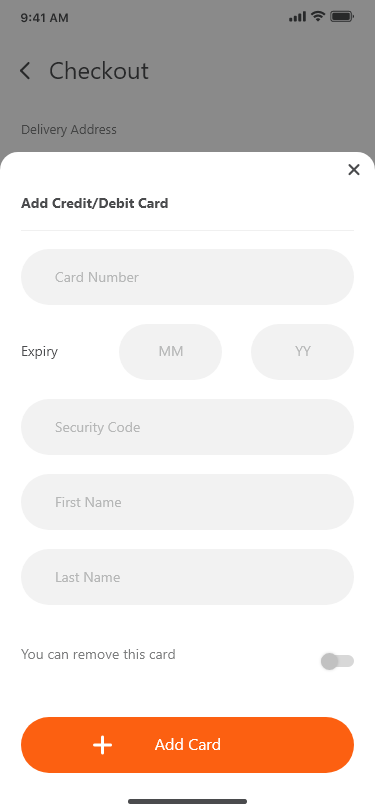 9:41 AM
Checkout
Delivery Address
Add Credit/Debit Card
Card Number
Expiry
MM
YY
Security Code
First Name
Last Name
You can remove this card
Add Card